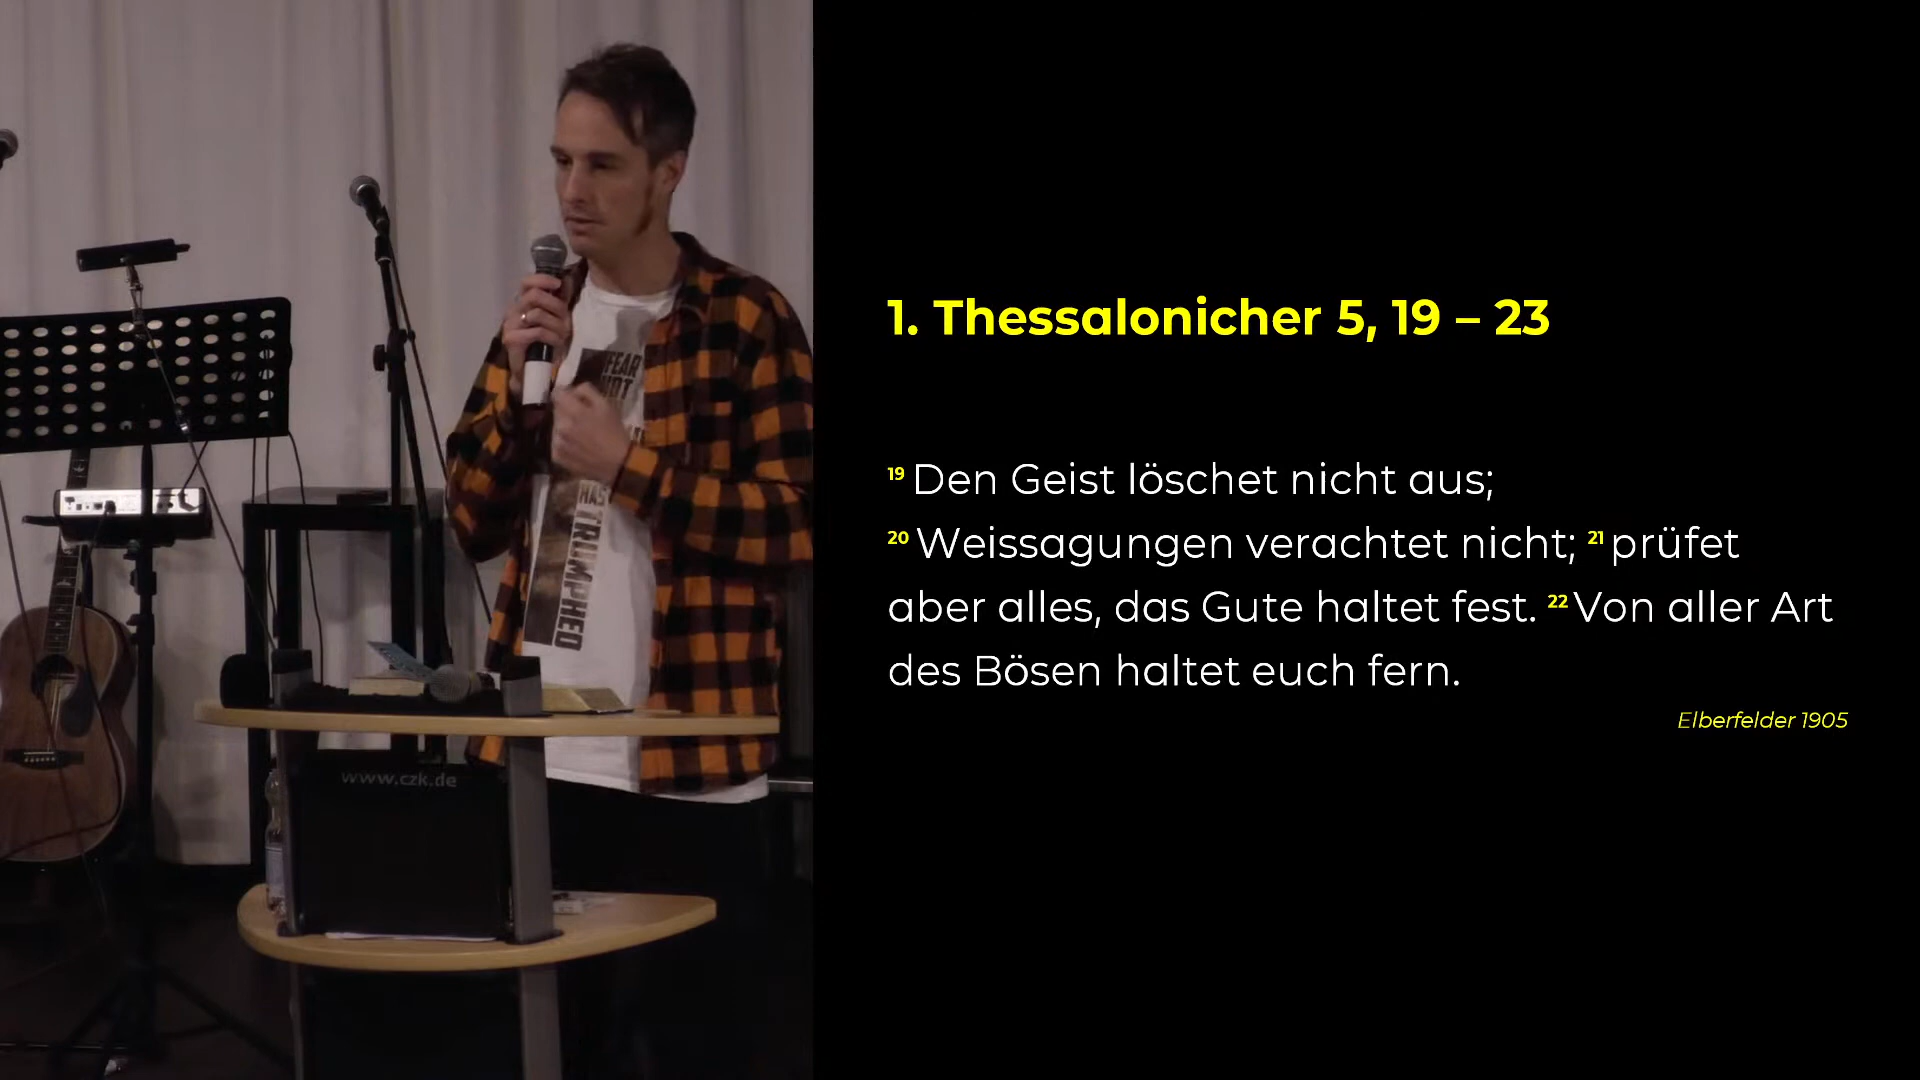 FEAR
NOT
HAS TRIUMPHED
www.czk.de
1. Thessalonicher 5, 19 – 23
19 Den Geist löschet nicht aus;
20 Weissagungen verachtet nicht; 21 prüfet
aber alles, das Gute haltet fest. 22 Von aller Art
des Bösen haltet euch fern.
Elberfelder 1905